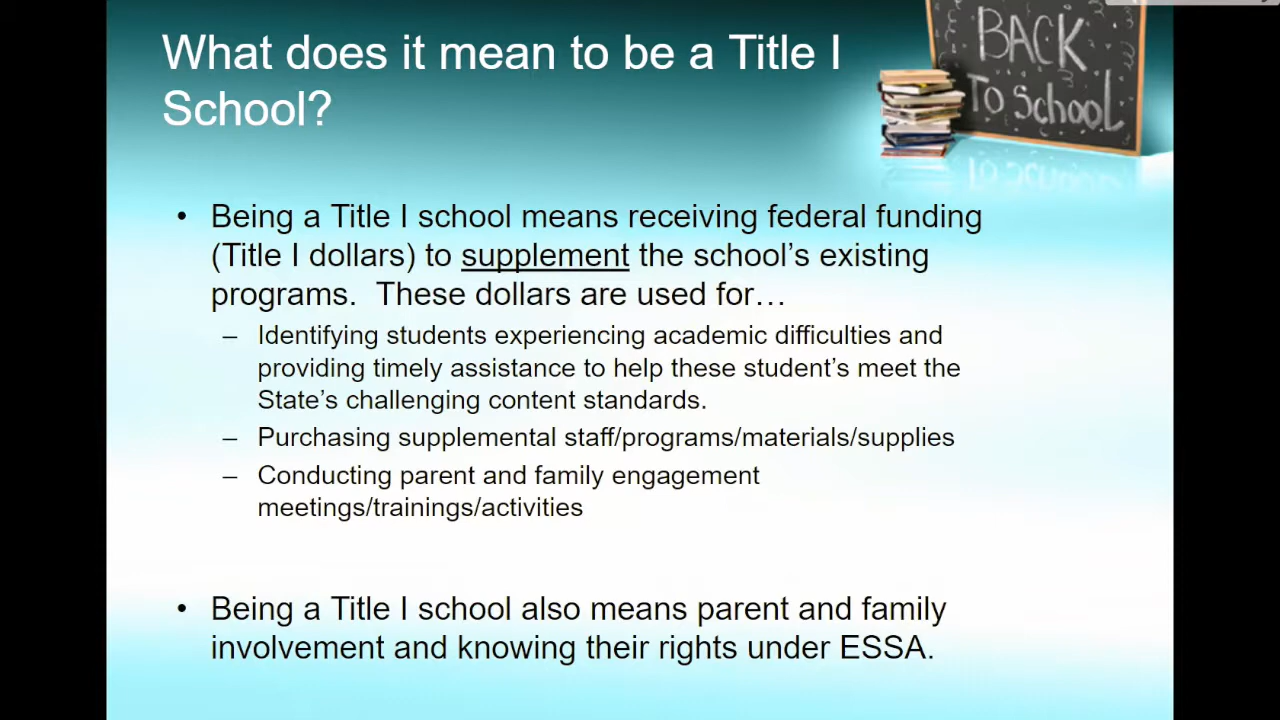 What does it mean to be a Title I
School?
BACK
To School
• Being a Title I school means receiving federal funding
(Title I dollars) to supplement the school’s existing
programs.  These dollars are used for…
– Identifying students experiencing academic difficulties and
providing timely assistance to help these student’s meet the
State’s challenging content standards.
– Purchasing supplemental staff/programs/materials/supplies
– Conducting parent and family engagement
meetings/trainings/activities
• Being a Title I school also means parent and family
involvement and knowing their rights under ESSA.